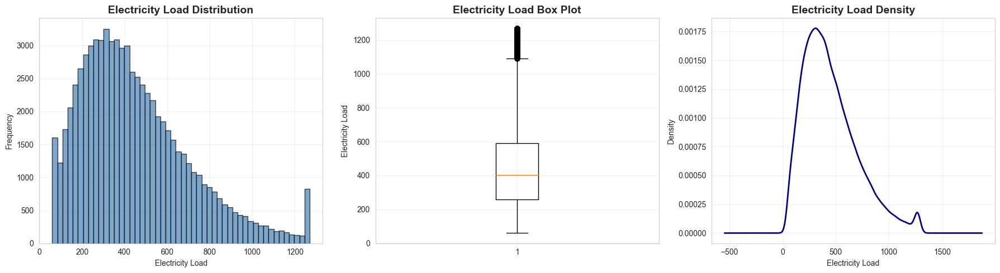 Electricity Load Distribution
3000
2500
2000
1500
1000
500
0
Frequency
0 200 400 600 800 1000 1200
Electricity Load
Electricity Load Box Plot
1200
1000
800
600
400
200
0
Electricity Load
1
Electricity Load Density
0.00175
0.00150
0.00125
0.00100
0.00075
0.00050
0.00025
0.00000
Density
−500 0 500 1000 1500
Electricity Load